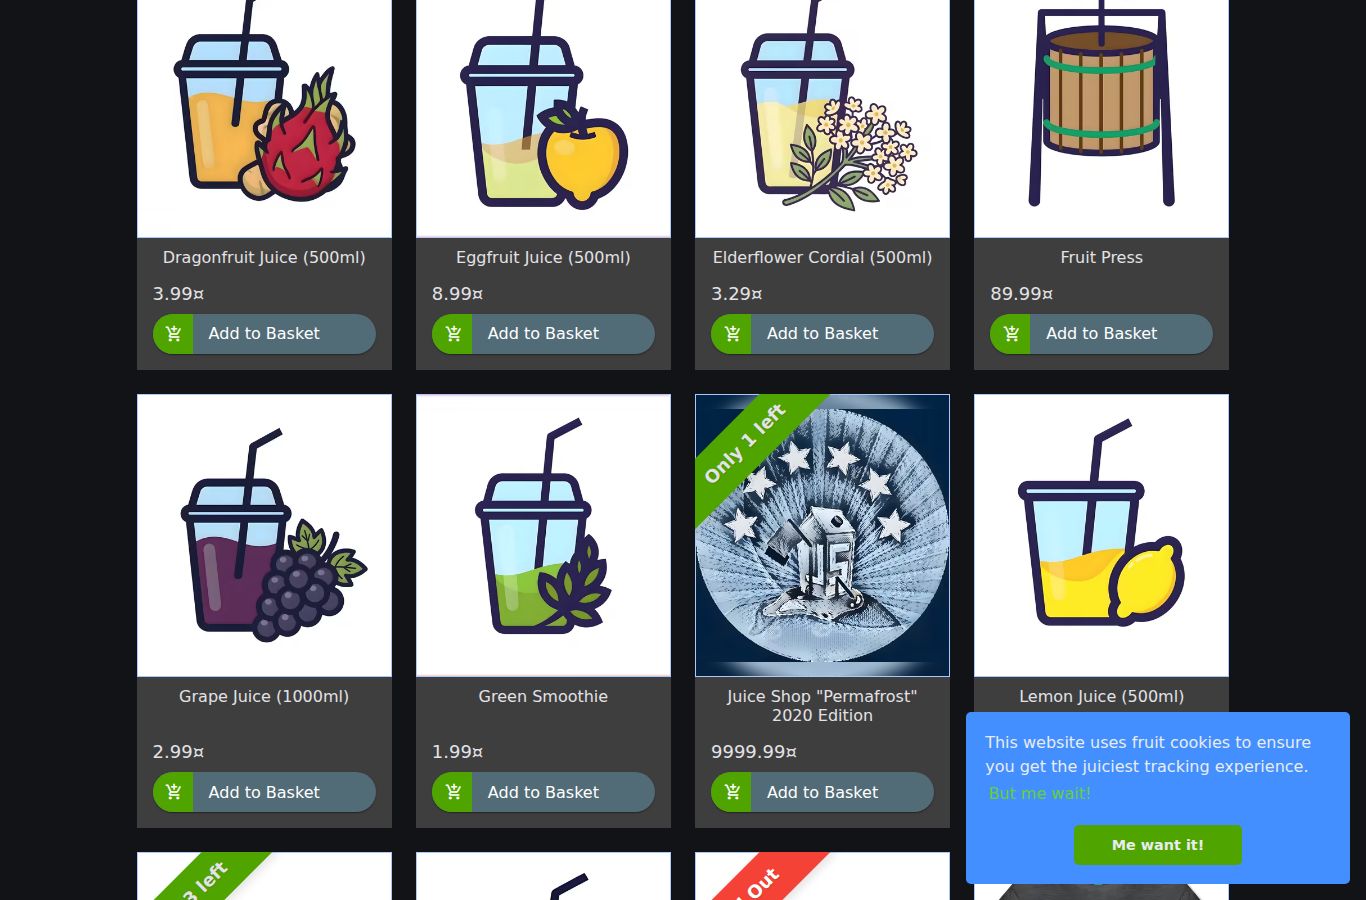 Dragonfruit Juice (500ml)
Eggfruit Juice (500ml)
Elderflower Cordial (500ml)
Fruit Press
3.99¤
8.99¤
3.29¤
89.99¤
Add to Basket
Add to Basket
Add to Basket
Add to Basket
Only 1 left
US
Grape Juice (1000ml)
Green Smoothie
Juice Shop "Permafrost"
2020 Edition
Lemon Juice (500ml)
2.99¤
1.99¤
9999.99¤
Add to Basket
Add to Basket
Add to Basket
This website uses fruit cookies to ensure
you get the juiciest tracking experience.
But me wait!
Me want it!
3 left
Out